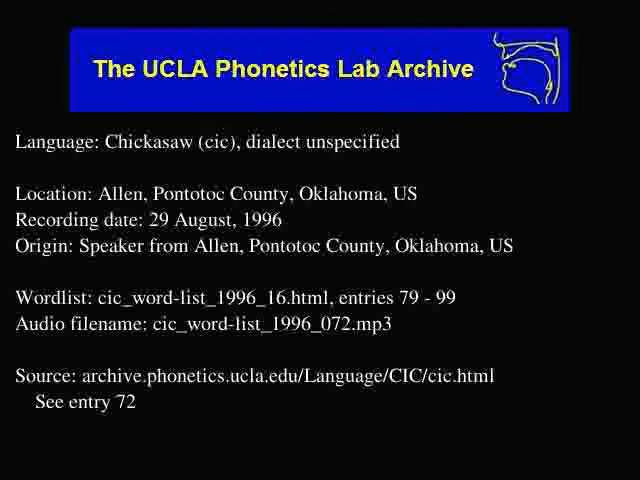 The UCLA Phonetics Lab Archive
Language: Chickasaw (cic), dialect unspecified
Location: Allen, Pontotoc County, Oklahoma, US
Recording date: 29 August, 1996
Origin: Speaker from Allen, Pontotoc County, Oklahoma, US
Wordlist: cic_word-list_1996_16.html, entries 79 - 99
Audio filename: cic_word-list_1996_072.mp3
Source: archive.phonetics.ucla.edu/Language/CIC/cic.html
See entry 72